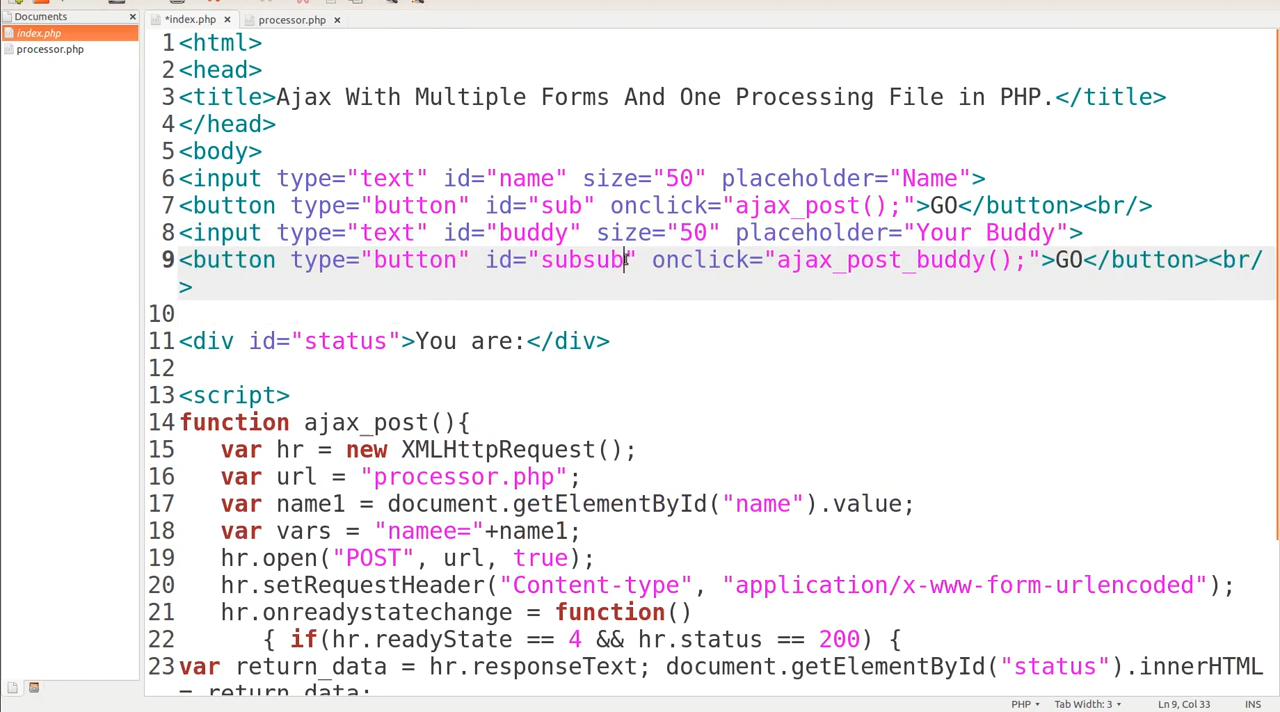 Documents
*index.php
processor.php
index.php
processor.php
1<html>
2<head>
3<title>Ajax With Multiple Forms And One Processing File in PHP.</title>
4</head>
5<body>
6<input type="text" id="name" size="50" placeholder="Name">
7<button type="button" id="sub" onclick="ajax_post();">GO</button><br/>
8<input type="text" id="buddy" size="50" placeholder="Your Buddy">
9<button type="button" id="subsub" onclick="ajax_post_buddy();">GO</button><br/
>
10
11<div id="status">You are:</div>
12
13<script>
14function ajax_post(){
15 var hr = new XMLHttpRequest();
16 var url = "processor.php";
17 var name1 = document.getElementById("name").value;
18 var vars = "namee="+name1;
19 hr.open("POST", url, true);
20 hr.setRequestHeader("Content-type", "application/x-www-form-urlencoded");
21 hr.onreadystatechange = function()
22 { if(hr.readyState == 4 && hr.status == 200) {
23var return_data = hr.responseText; document.getElementById("status").innerHTML
= return_data;
PHP
Tab Width: 3
Ln 9, Col 33
INS